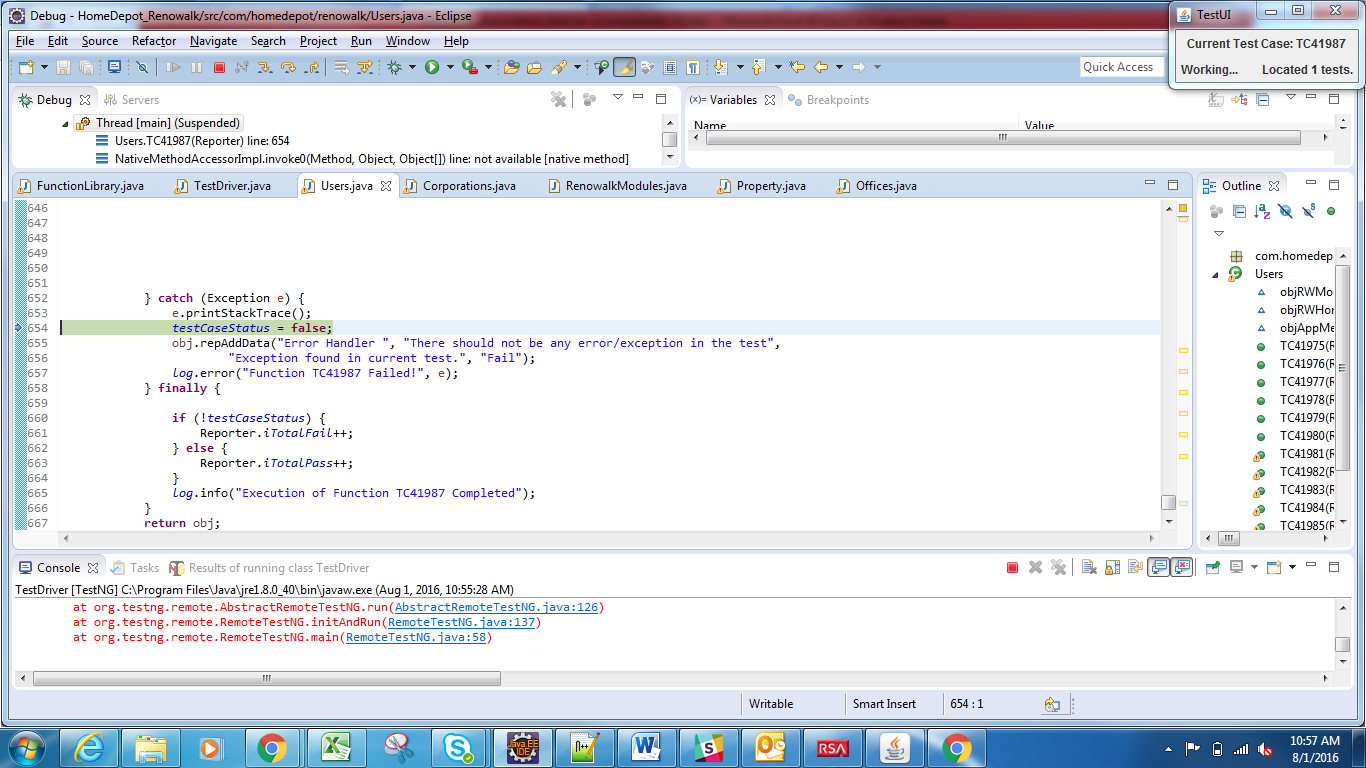 Debug - HomeDepot_Renowalk/src/com/homedepot/renowalk/Users.java - Eclipse
TestUI
Current Test Case: TC41987
Working... Located 1 tests.
File Edit Source Refactor Navigate Search Project Run Window Help
Quick Access
Debug Servers
Thread [main] (Suspended)
Users.TC41987(Reporter) line: 654
NativeMethodAccessorImpl.invoke0(Method, Object, Object[]) line: not available [native method]
(x)= Variables Breakpoints
Name Value
FunctionLibrary.java TestDriver.java Users.java Corporations.java RenowalkModules.java Property.java Offices.java
646
647
648
649
650
651
652 } catch (Exception e) {
653 e.printStackTrace();
654 testCaseStatus = false;
655 obj.repAddData("Error Handler ", "There should not be any error/exception in the test",
656 "Exception found in current test.", "Fail");
657 log.error("Function TC41987 Failed!", e);
658 } finally {
659
660 if (!testCaseStatus) {
661 Reporter.iTotalFail++;
662 } else {
663 Reporter.iTotalPass++;
664 }
665 log.info("Execution of Function TC41987 Completed");
666 }
667 return obj;
Outline
com.homedep
Users
objRWMo
objRWHor
objAppMe
TC41975(R
TC41976(R
TC41977(R
TC41978(R
TC41979(R
TC41980(R
TC41981(R
TC41982(R
TC41983(R
TC41984(R
TC41985(R
Console Tasks Results of running class TestDriver
TestDriver [TestNG] C:\Program Files\Java\jre1.8.0_40\bin\javaw.exe (Aug 1, 2016, 10:55:28 AM)
at org.testng.remote.AbstractRemoteTestNG.run(AbstractRemoteTestNG.java:126)
at org.testng.remote.RemoteTestNG.initAndRun(RemoteTestNG.java:137)
at org.testng.remote.RemoteTestNG.main(RemoteTestNG.java:58)
Writable Smart Insert 654 : 1
Java EE
IDE
RSA
10:57 AM
8/1/2016